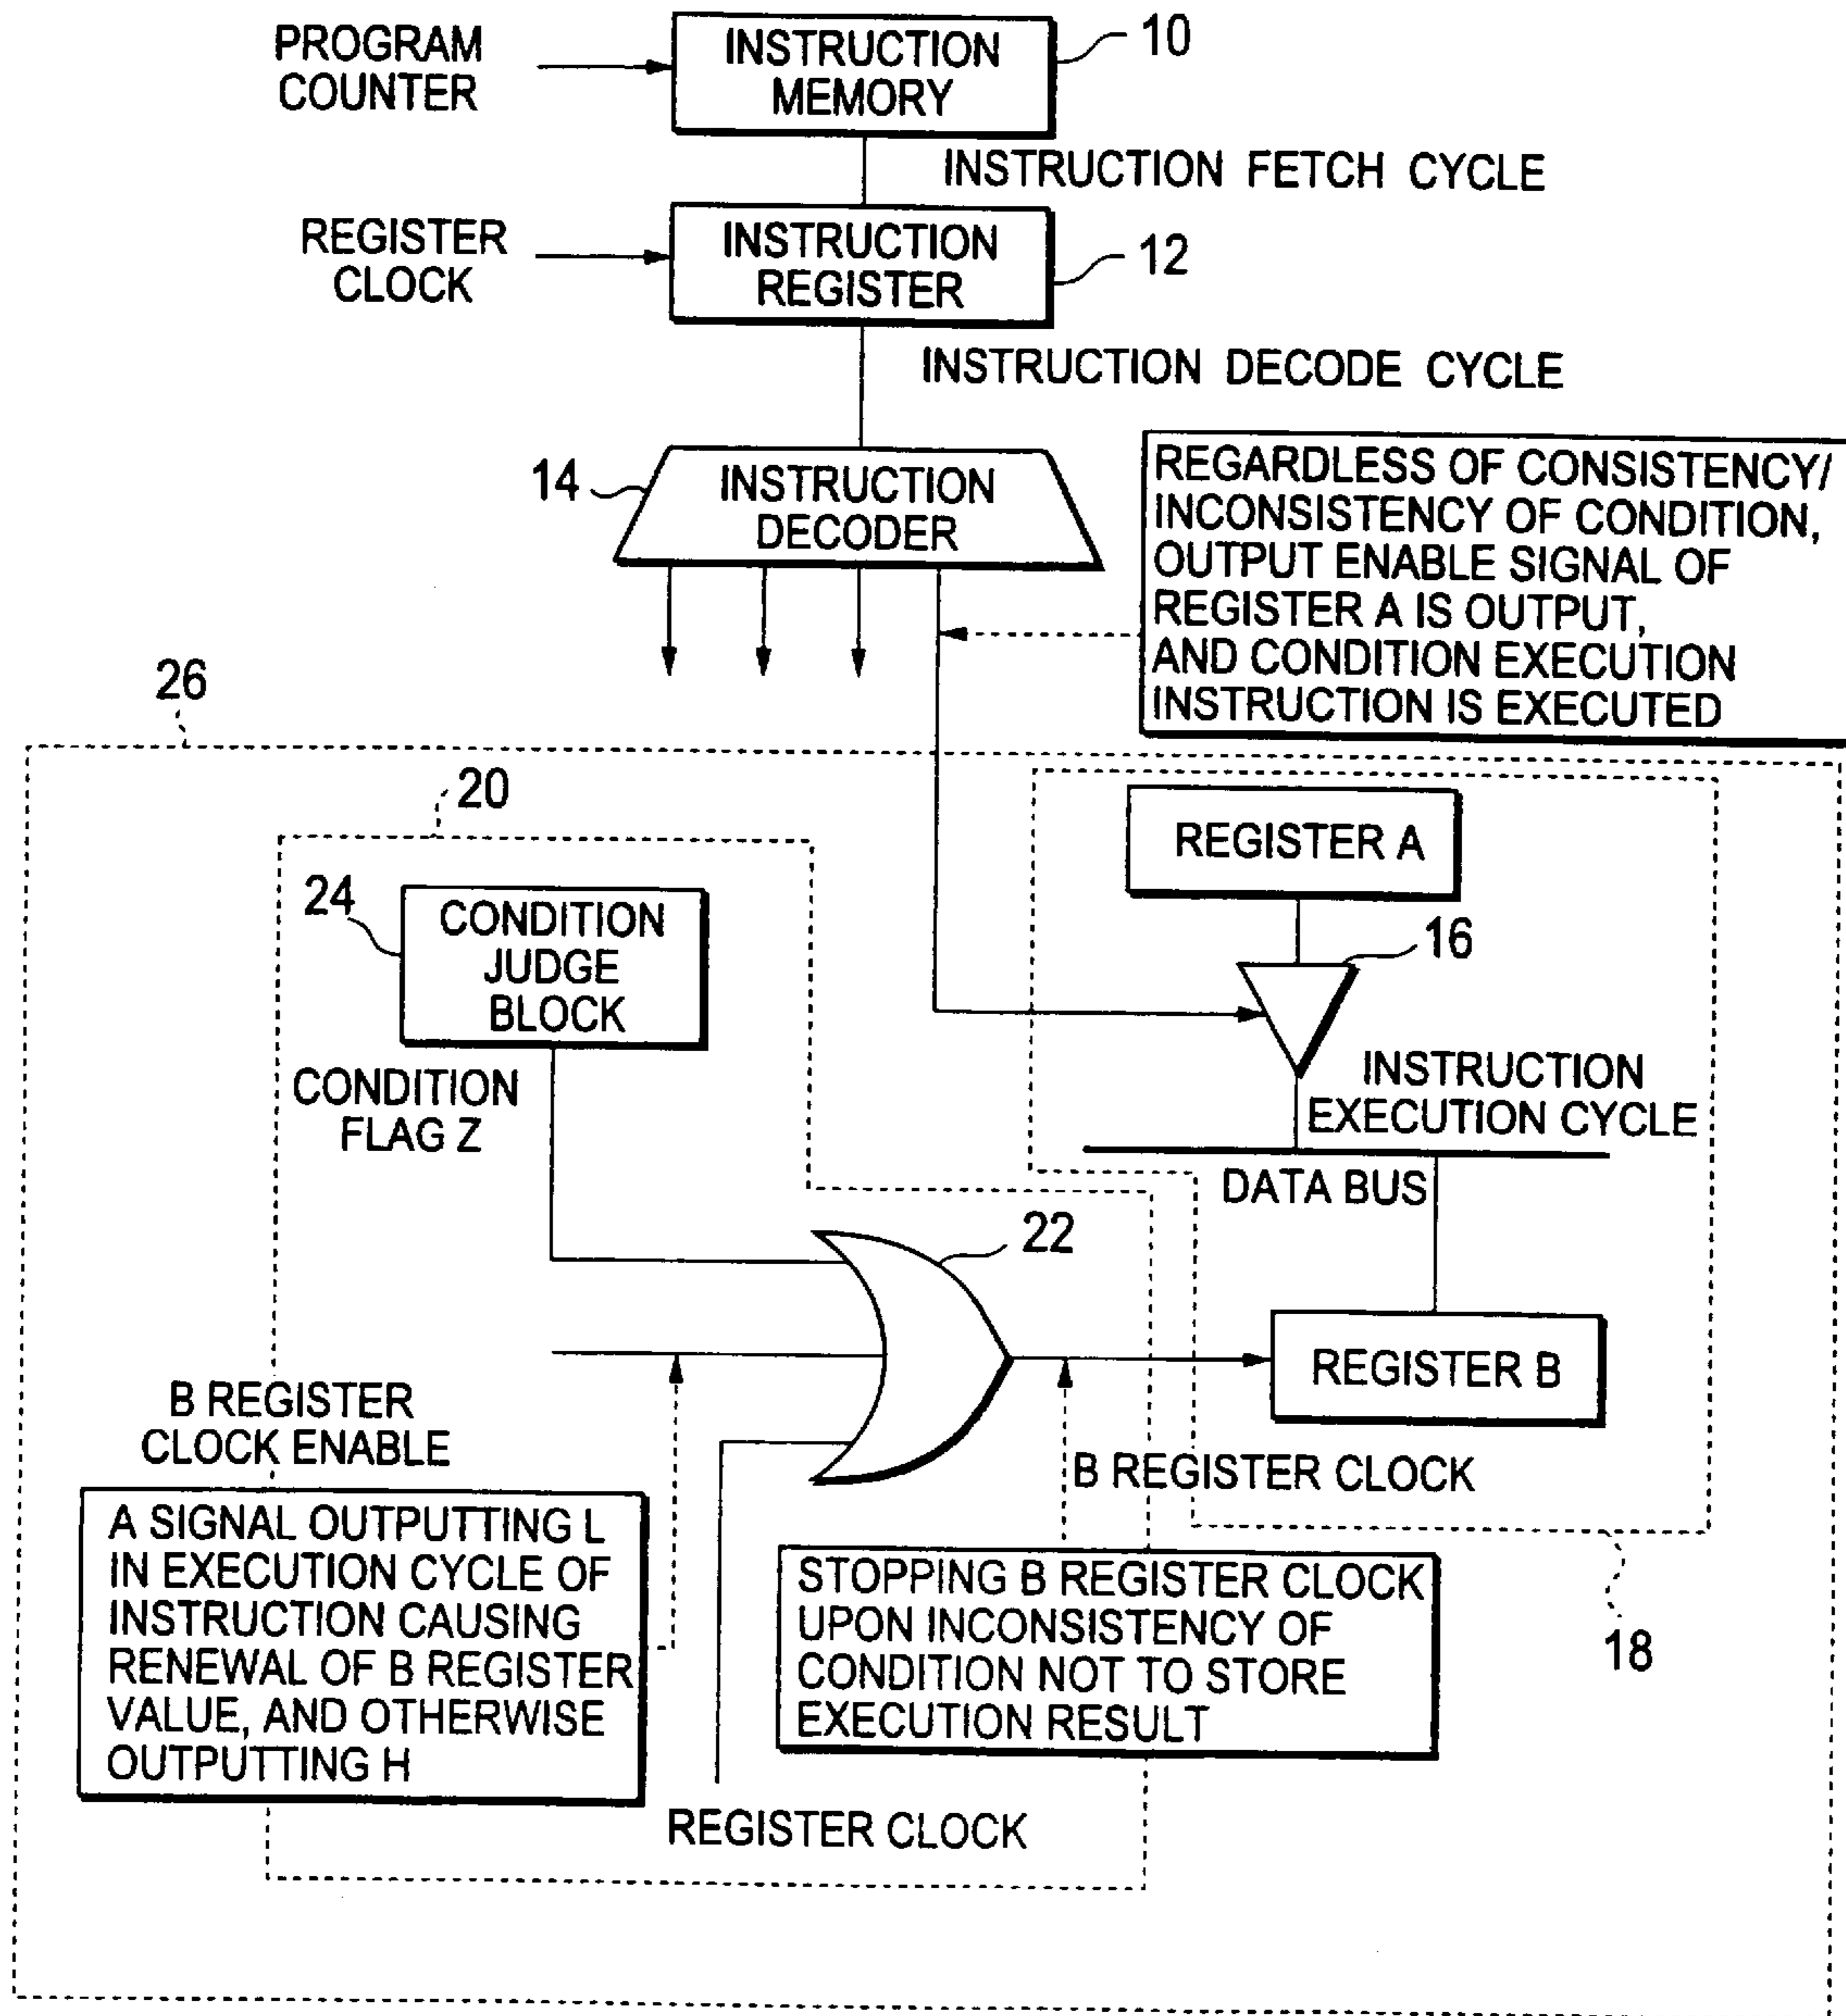 PROGRAM
COUNTER
INSTRUCTION
MEMORY
10
INSTRUCTION FETCH CYCLE
REGISTER
CLOCK
INSTRUCTION
REGISTER
12
INSTRUCTION DECODE CYCLE
14
INSTRUCTION
DECODER
REGARDLESS OF CONSISTENCY/
INCONSISTENCY OF CONDITION,
OUTPUT ENABLE SIGNAL OF
REGISTER A IS OUTPUT,
AND CONDITION EXECUTION
INSTRUCTION IS EXECUTED
26
20
REGISTER A
24
CONDITION
JUDGE
BLOCK
16
CONDITION
FLAG Z
INSTRUCTION
EXECUTION CYCLE
DATA BUS
22
REGISTER B
B REGISTER
CLOCK ENABLE
B REGISTER CLOCK
A SIGNAL OUTPUTTING L
IN EXECUTION CYCLE OF
INSTRUCTION CAUSING
RENEWAL OF B REGISTER
VALUE, AND OTHERWISE
OUTPUTTING H
STOPPING B REGISTER CLOCK
UPON INCONSISTENCY OF
CONDITION NOT TO STORE
EXECUTION RESULT
18
REGISTER CLOCK